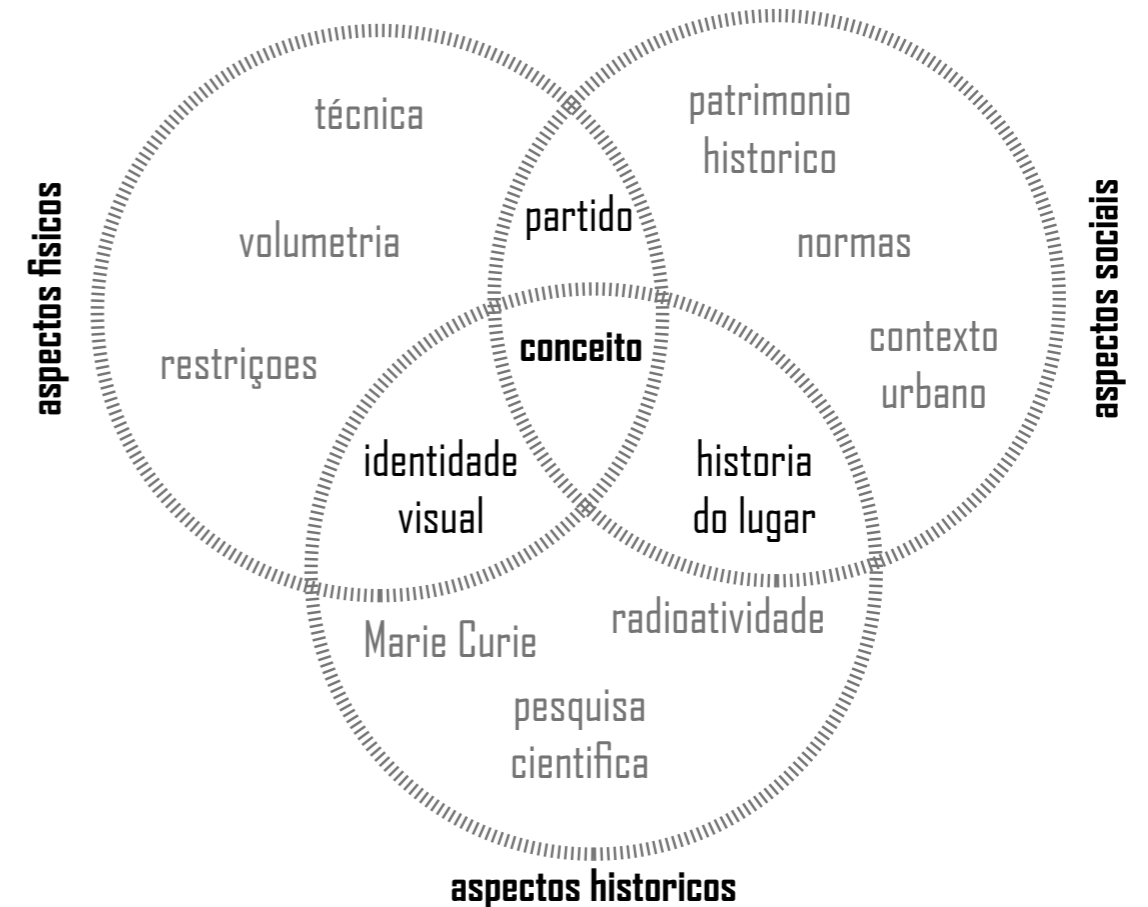 técnica
patrimonio
historico
partido
volumetria
normas
aspectos fisicos
aspectos sociais
conceito
contexto
urbano
restriçoes
identidade
visual
historia
do lugar
radioatividade
Marie Curie
pesquisa
cientifica
aspectos historicos